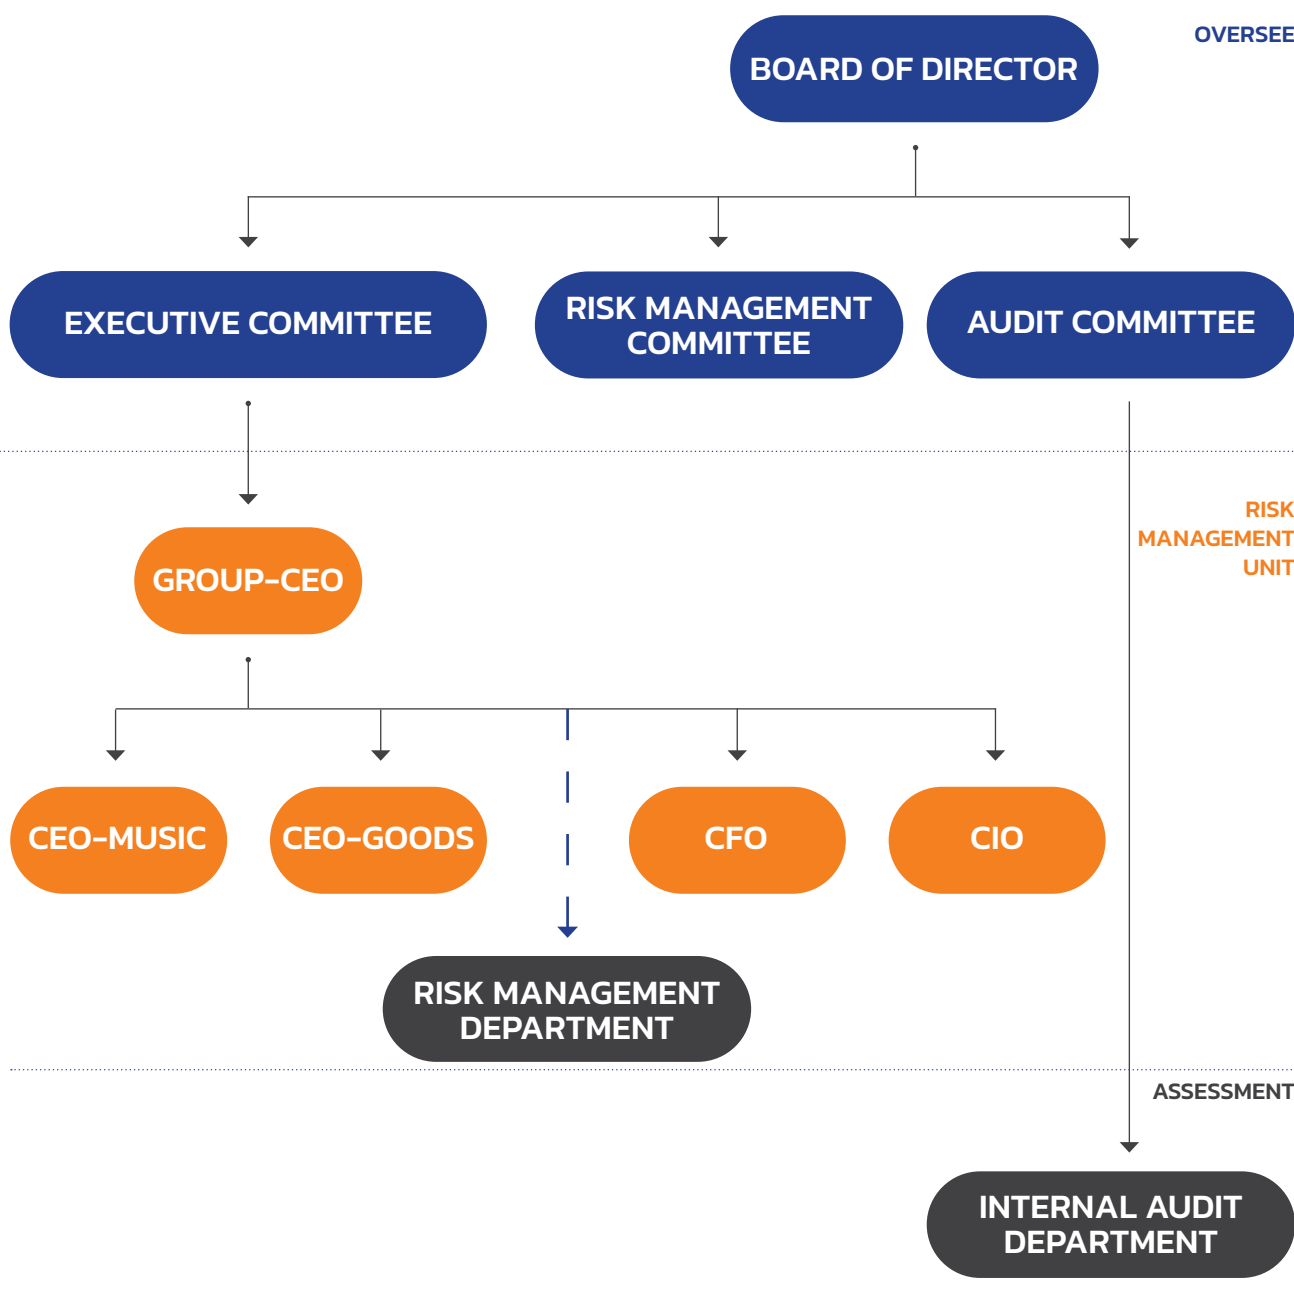 OVERSEE
BOARD OF DIRECTOR
EXECUTIVE COMMITTEE
RISK MANAGEMENT
COMMITTEE
AUDIT COMMITTEE
RISK
MANAGEMENT
UNIT
GROUP-CEO
CEO-MUSIC
CEO-GOODS
CFO
CIO
RISK MANAGEMENT
DEPARTMENT
ASSESSMENT
INTERNAL AUDIT
DEPARTMENT